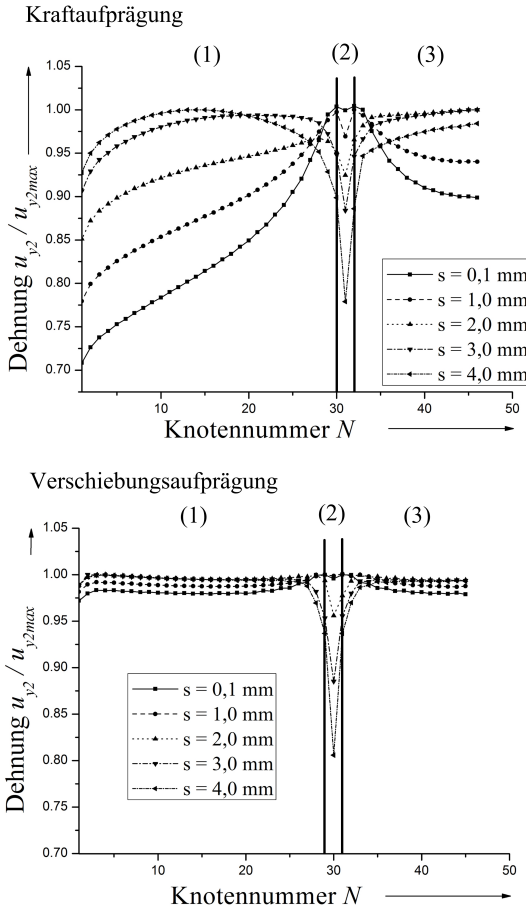 Kraftaufprägung
(1) (2) (3)
1.05
1.00
0.95
0.90
0.85
0.80
0.75
0.70
Dehnung u_y2 / u_y2max
s = 0,1 mm
s = 1,0 mm
s = 2,0 mm
s = 3,0 mm
s = 4,0 mm
10 20 30 40 50
Knotennummer N
Verschiebungsaufprägung
(1) (2) (3)
1.05
1.00
0.95
0.90
0.85
0.80
0.75
0.70
Dehnung u_y2 / u_y2max
s = 0,1 mm
s = 1,0 mm
s = 2,0 mm
s = 3,0 mm
s = 4,0 mm
10 20 30 40 50
Knotennummer N